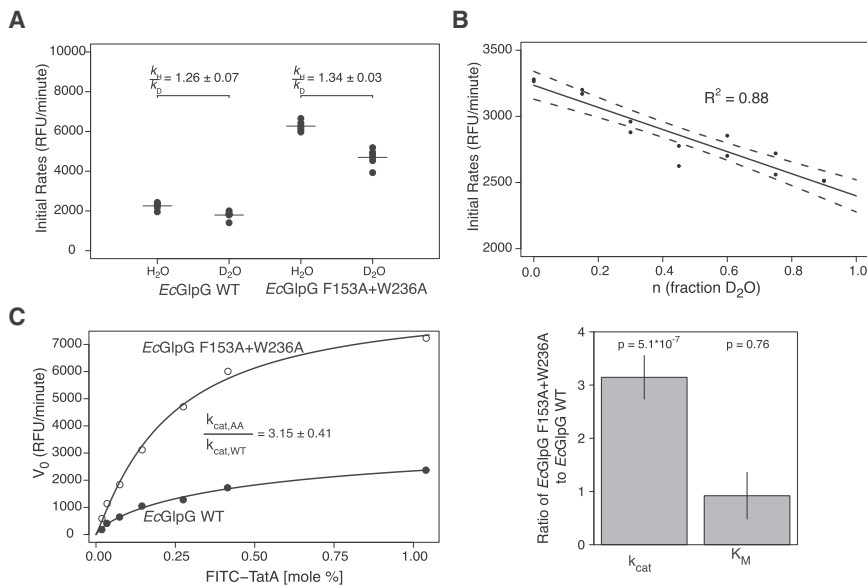 A
10000
8000
6000
4000
2000
0
Initial Rates (RFU/minute)
kH/kD = 1.26 ± 0.07
kH/kD = 1.34 ± 0.03
H2O D2O H2O D2O
EcGlpG WT EcGlpG F153A+W236A
B
3500
3000
2500
2000
Initial Rates (RFU/minute)
R² = 0.88
0.0 0.2 0.4 0.6 0.8 1.0
n (fraction D2O)
C
7000
6000
5000
4000
3000
2000
1000
0
V0 (RFU/minute)
EcGlpG F153A+W236A
kcat,AA
kcat,WT
= 3.15 ± 0.41
EcGlpG WT
0.00 0.25 0.50 0.75 1.00
FITC−TatA [mole %]
4
3
2
1
0
Ratio of EcGlpG F153A+W236A
to EcGlpG WT
p = 5.1*10⁻⁷ p = 0.76
kcat KM